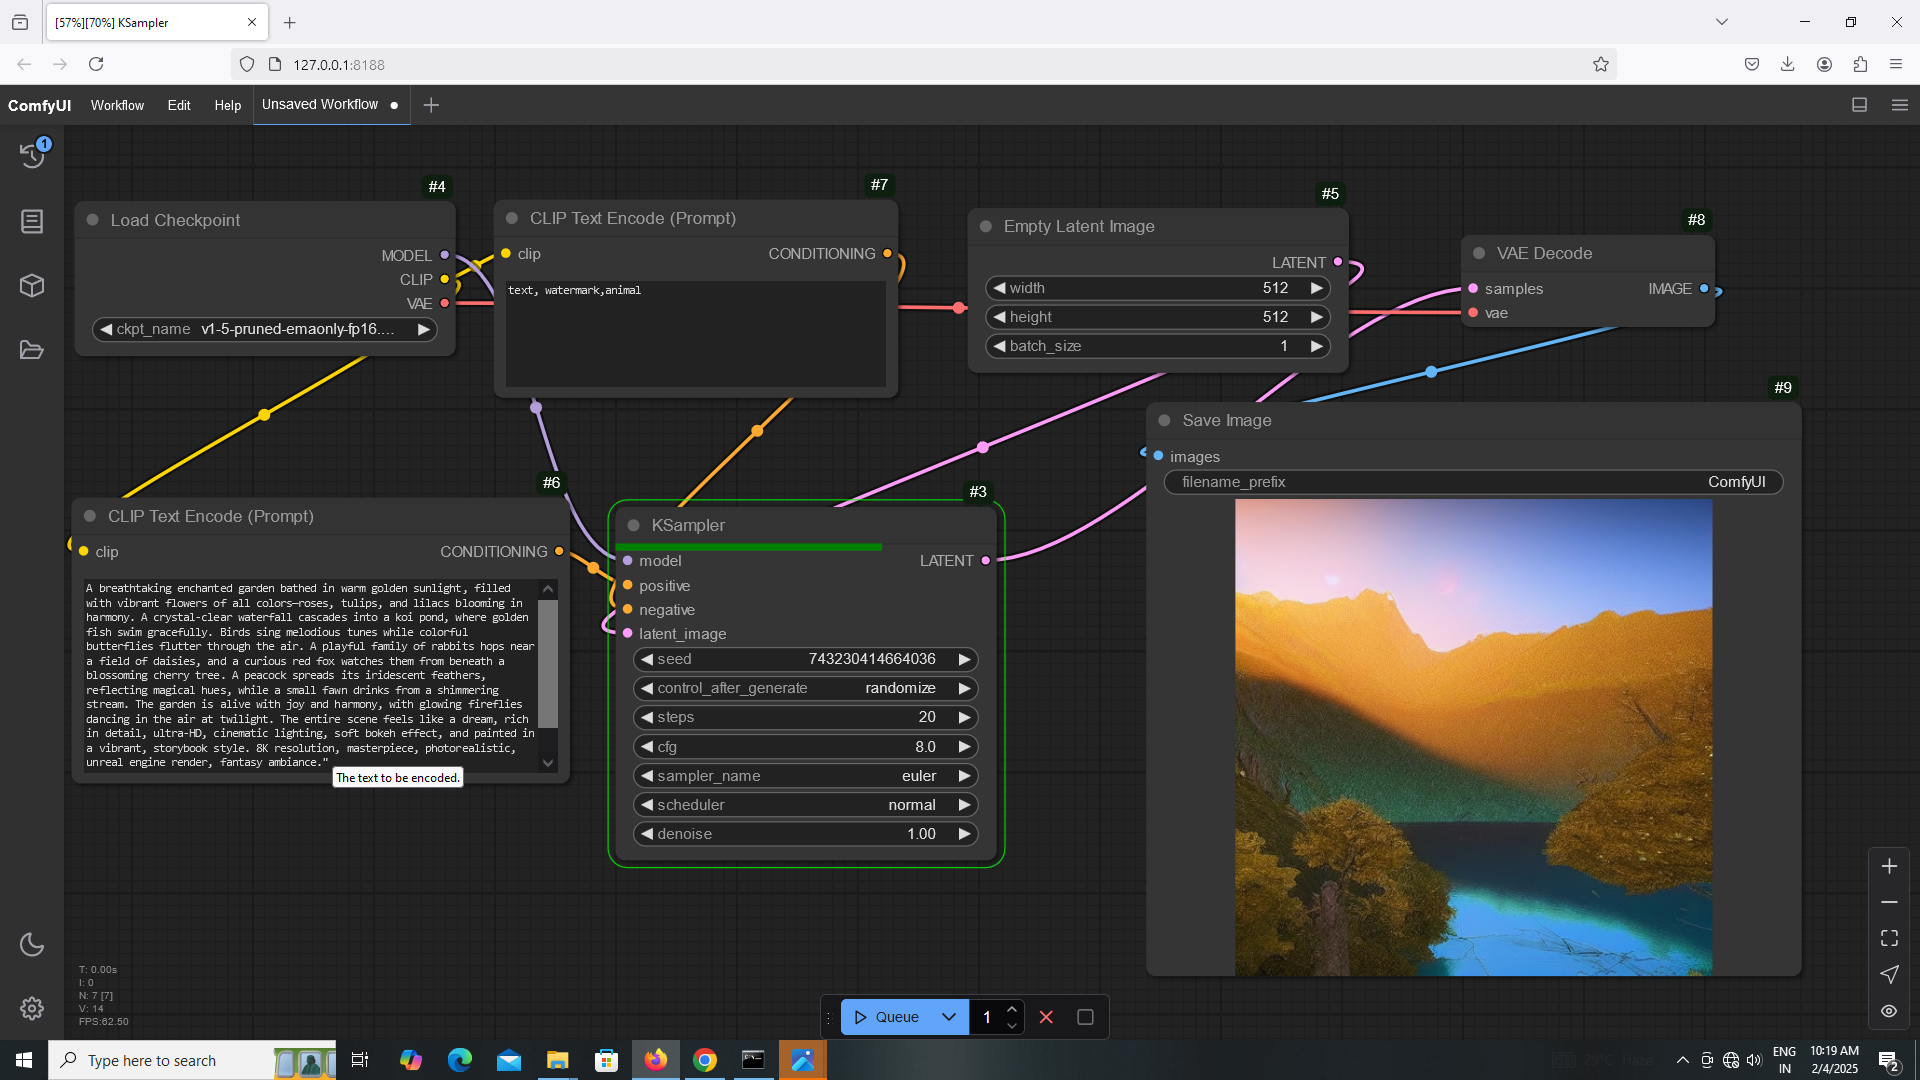 [57%][70%] KSampler
127.0.0.1:8188
ComfyUI Workflow Edit Help Unsaved Workflow
1
#4
Load Checkpoint
MODEL
CLIP
VAE
ckpt_name v1-5-pruned-emaonly-fp16....
#7
CLIP Text Encode (Prompt)
clip CONDITIONING
text, watermark,animal
#5
Empty Latent Image
LATENT
width 512
height 512
batch_size 1
#8
VAE Decode
samples IMAGE
vae
#9
Save Image
images
filename_prefix ComfyUI
#6
CLIP Text Encode (Prompt)
clip CONDITIONING
A breathtaking enchanted garden bathed in warm golden sunlight, filled
with vibrant flowers of all colors—roses, tulips, and lilacs blooming in
harmony. A crystal-clear waterfall cascades into a koi pond, where golden
fish swim gracefully. Birds sing melodious tunes while colorful
butterflies flutter through the air. A playful family of rabbits hops near
a field of daisies, and a curious red fox watches them from beneath a
blossoming cherry tree. A peacock spreads its iridescent feathers,
reflecting magical hues, while a small fawn drinks from a shimmering
stream. The garden is alive with joy and harmony, with glowing fireflies
dancing in the air at twilight. The entire scene feels like a dream, rich
in detail, ultra-HD, cinematic lighting, soft bokeh effect, and painted in
a vibrant, storybook style. 8K resolution, masterpiece, photorealistic,
unreal engine render, fantasy ambiance."
The text to be encoded.
#3
KSampler
model LATENT
positive
negative
latent_image
seed 743230414664036
control_after_generate randomize
steps 20
cfg 8.0
sampler_name euler
scheduler normal
denoise 1.00
T: 0.00s
I: 0
N: 7 [7]
V: 14
FPS:62.50
Queue 1
Type here to search
29°C Haze
ENG
IN
10:19 AM
2/4/2025
2